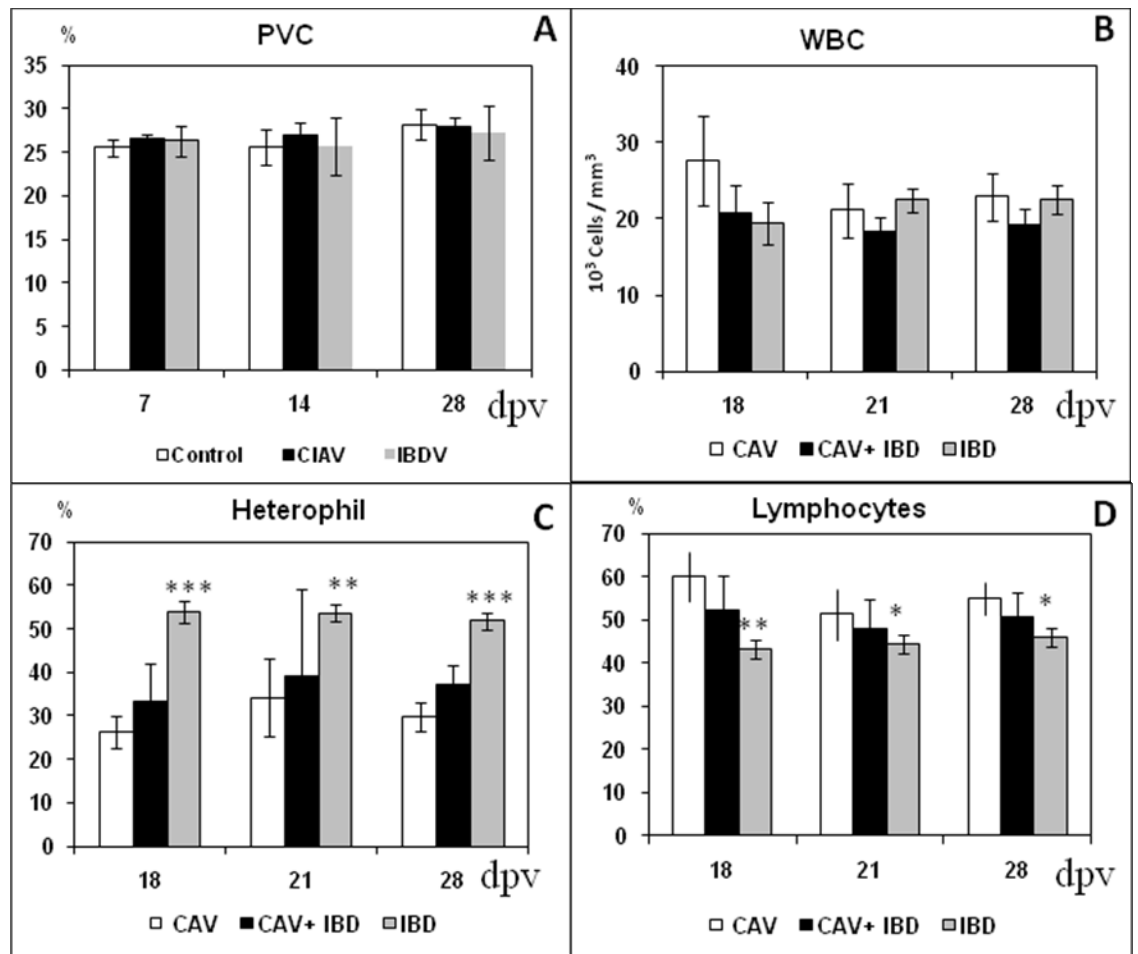 % PVC A
35
30
25
20
15
10
5
0
7 14 28 dpv
Control CIAV IBDV
WBC B
40
30
20
10
0
10³ Cells / mm³
18 21 28 dpv
CAV CAV+ IBD IBD
% Heterophil C
70
60
50
40
30
20
10
0
*** ** ***
18 21 28 dpv
CAV CAV+ IBD IBD
% Lymphocytes D
70
60
50
40
30
20
10
0
** * *
18 21 28 dpv
CAV CAV+ IBD IBD